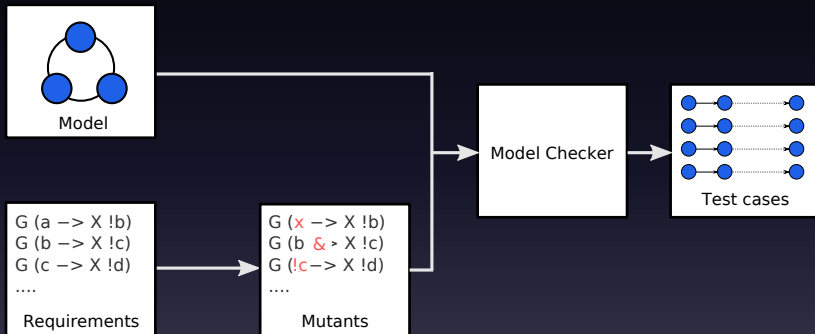 Model
G (a −> X !b)
G (b −> X !c)
G (c −> X !d)
....
Requirements
G (x −> X !b)
G (b & > X !c)
G (!c−> X !d)
....
Mutants
Model Checker
Test cases